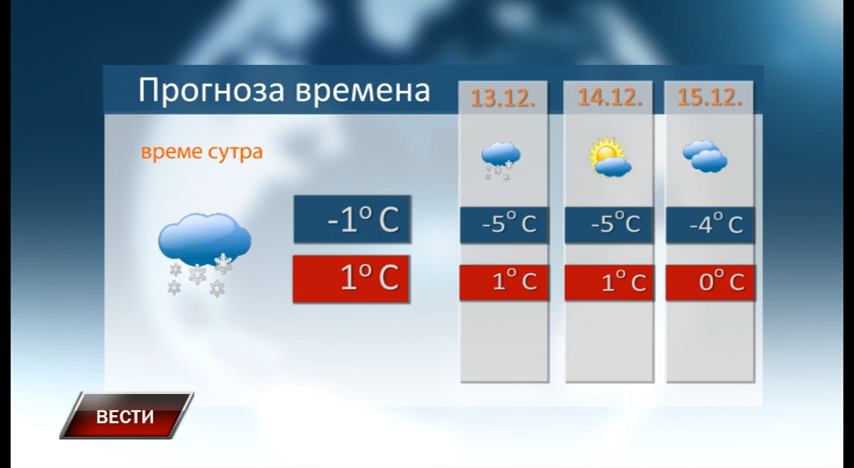 Прогноза времена
време сутра
-1° C
1° C
13.12.
-5° C
1° C
14.12.
-5°C
1° C
15.12.
-4° C
0° C
ВЕСТИ